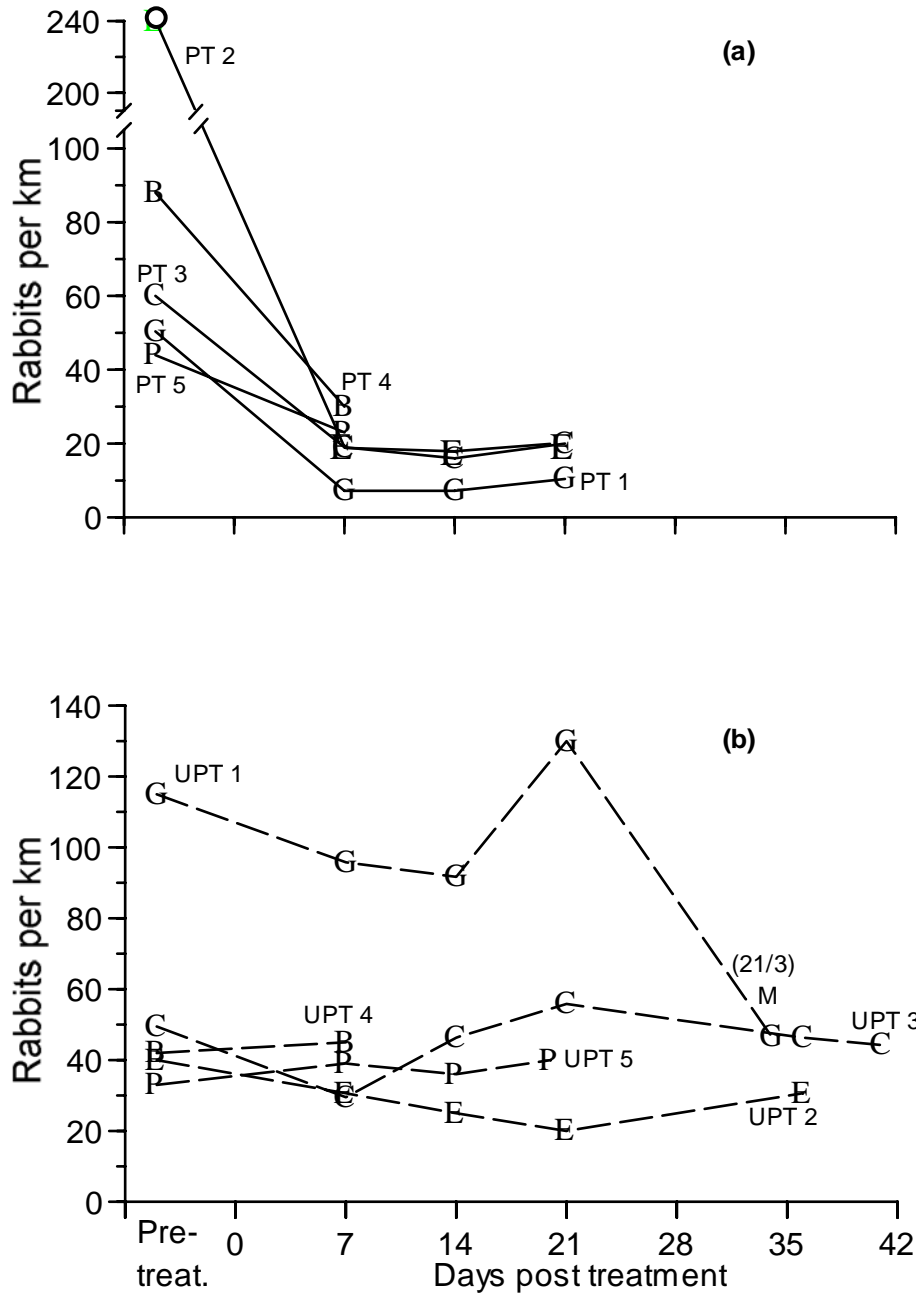 240
E
PT 2
(a)
200
Rabbits per km
100
B
80
PT 3
60
C
G
40
P
PT 5
PT 4
B
P
20
E
C
E
C
E
C
G
G
G
PT 1
0
140
(b)
120
UPT 1
G
G
100
G
G
Rabbits per km
80
(21/3)
60
M
C
UPT 4
C
UPT 3
B
B
C
G
C
C
40
E
P
P
P
P
UPT 5
E
C
E
E
UPT 2
20
E
0
Pre-
treat.
0
7
14
21
28
35
42
Days post treatment